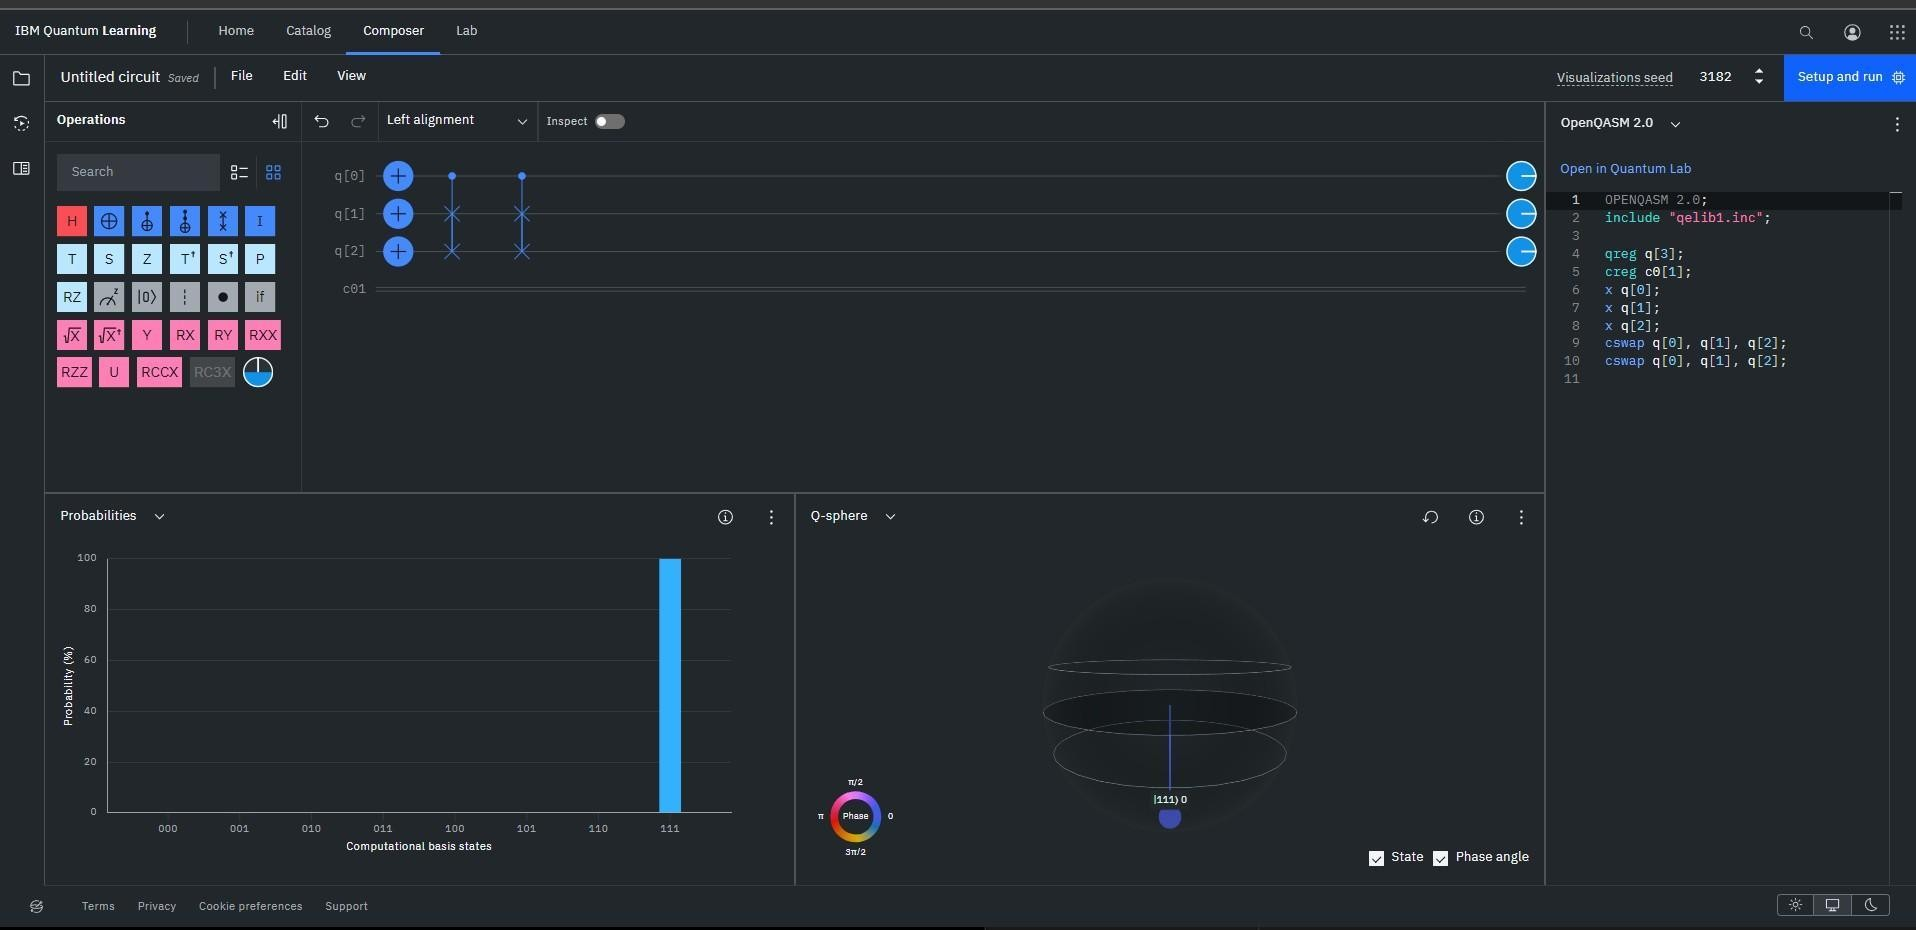 IBM Quantum Learning Home Catalog Composer Lab
Untitled circuit Saved File Edit View Visualizations seed 3182 Setup and run
Operations
Left alignment
Inspect
Search
H I
T S Z T† S† P
RZ z |0⟩ if
√X √X† Y RX RY RXX
RZZ U RCCX RC3X
q[0]
q[1]
q[2]
c01
OpenQASM 2.0
Open in Quantum Lab
1 OPENQASM 2.0;
2 include "qelib1.inc";
3
4 qreg q[3];
5 creg c0[1];
6 x q[0];
7 x q[1];
8 x q[2];
9 cswap q[0], q[1], q[2];
10 cswap q[0], q[1], q[2];
11
Probabilities
100
80
60
40
20
0
Probability (%)
000 001 010 011 100 101 110 111
Computational basis states
Q-sphere
|111⟩ 0
π/2
π Phase 0
3π/2
State Phase angle
Terms Privacy Cookie preferences Support